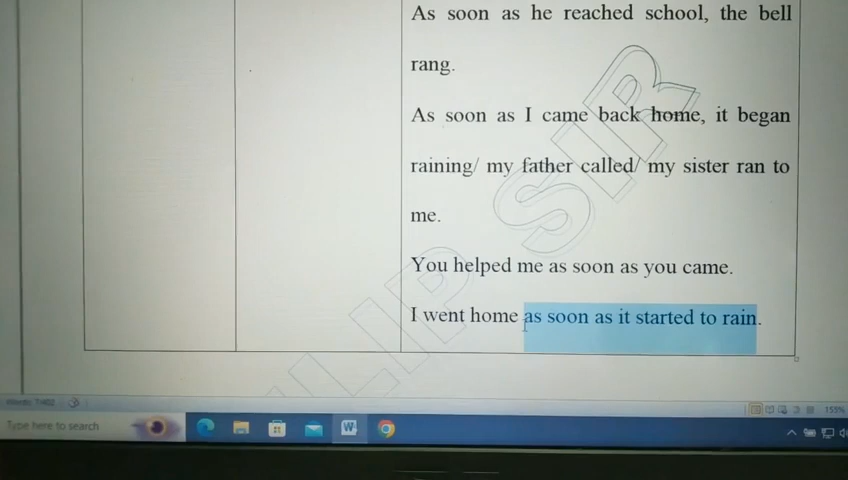 As soon as he reached school, the bell
rang.
As soon as I came back home, it began
raining/ my father called/ my sister ran to
me.
You helped me as soon as you came.
I went home as soon as it started to rain.
SIR
155%
Type here to search